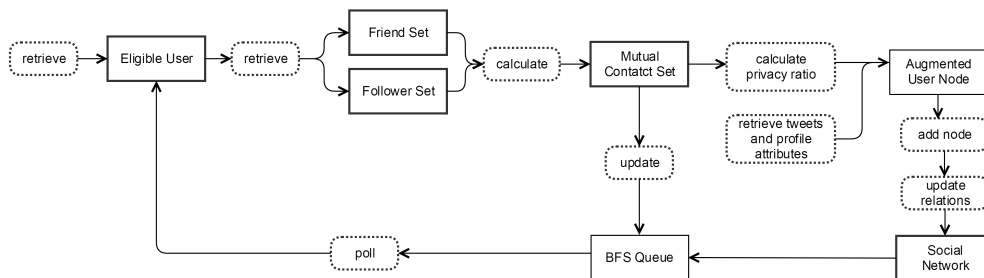 retrieve
Eligible User
retrieve
Friend Set
Follower Set
calculate
Mutual
Contatct Set
calculate
privacy ratio
retrieve tweets
and profile
attributes
Augmented
User Node
add node
update
relations
update
poll
BFS Queue
Social
Network